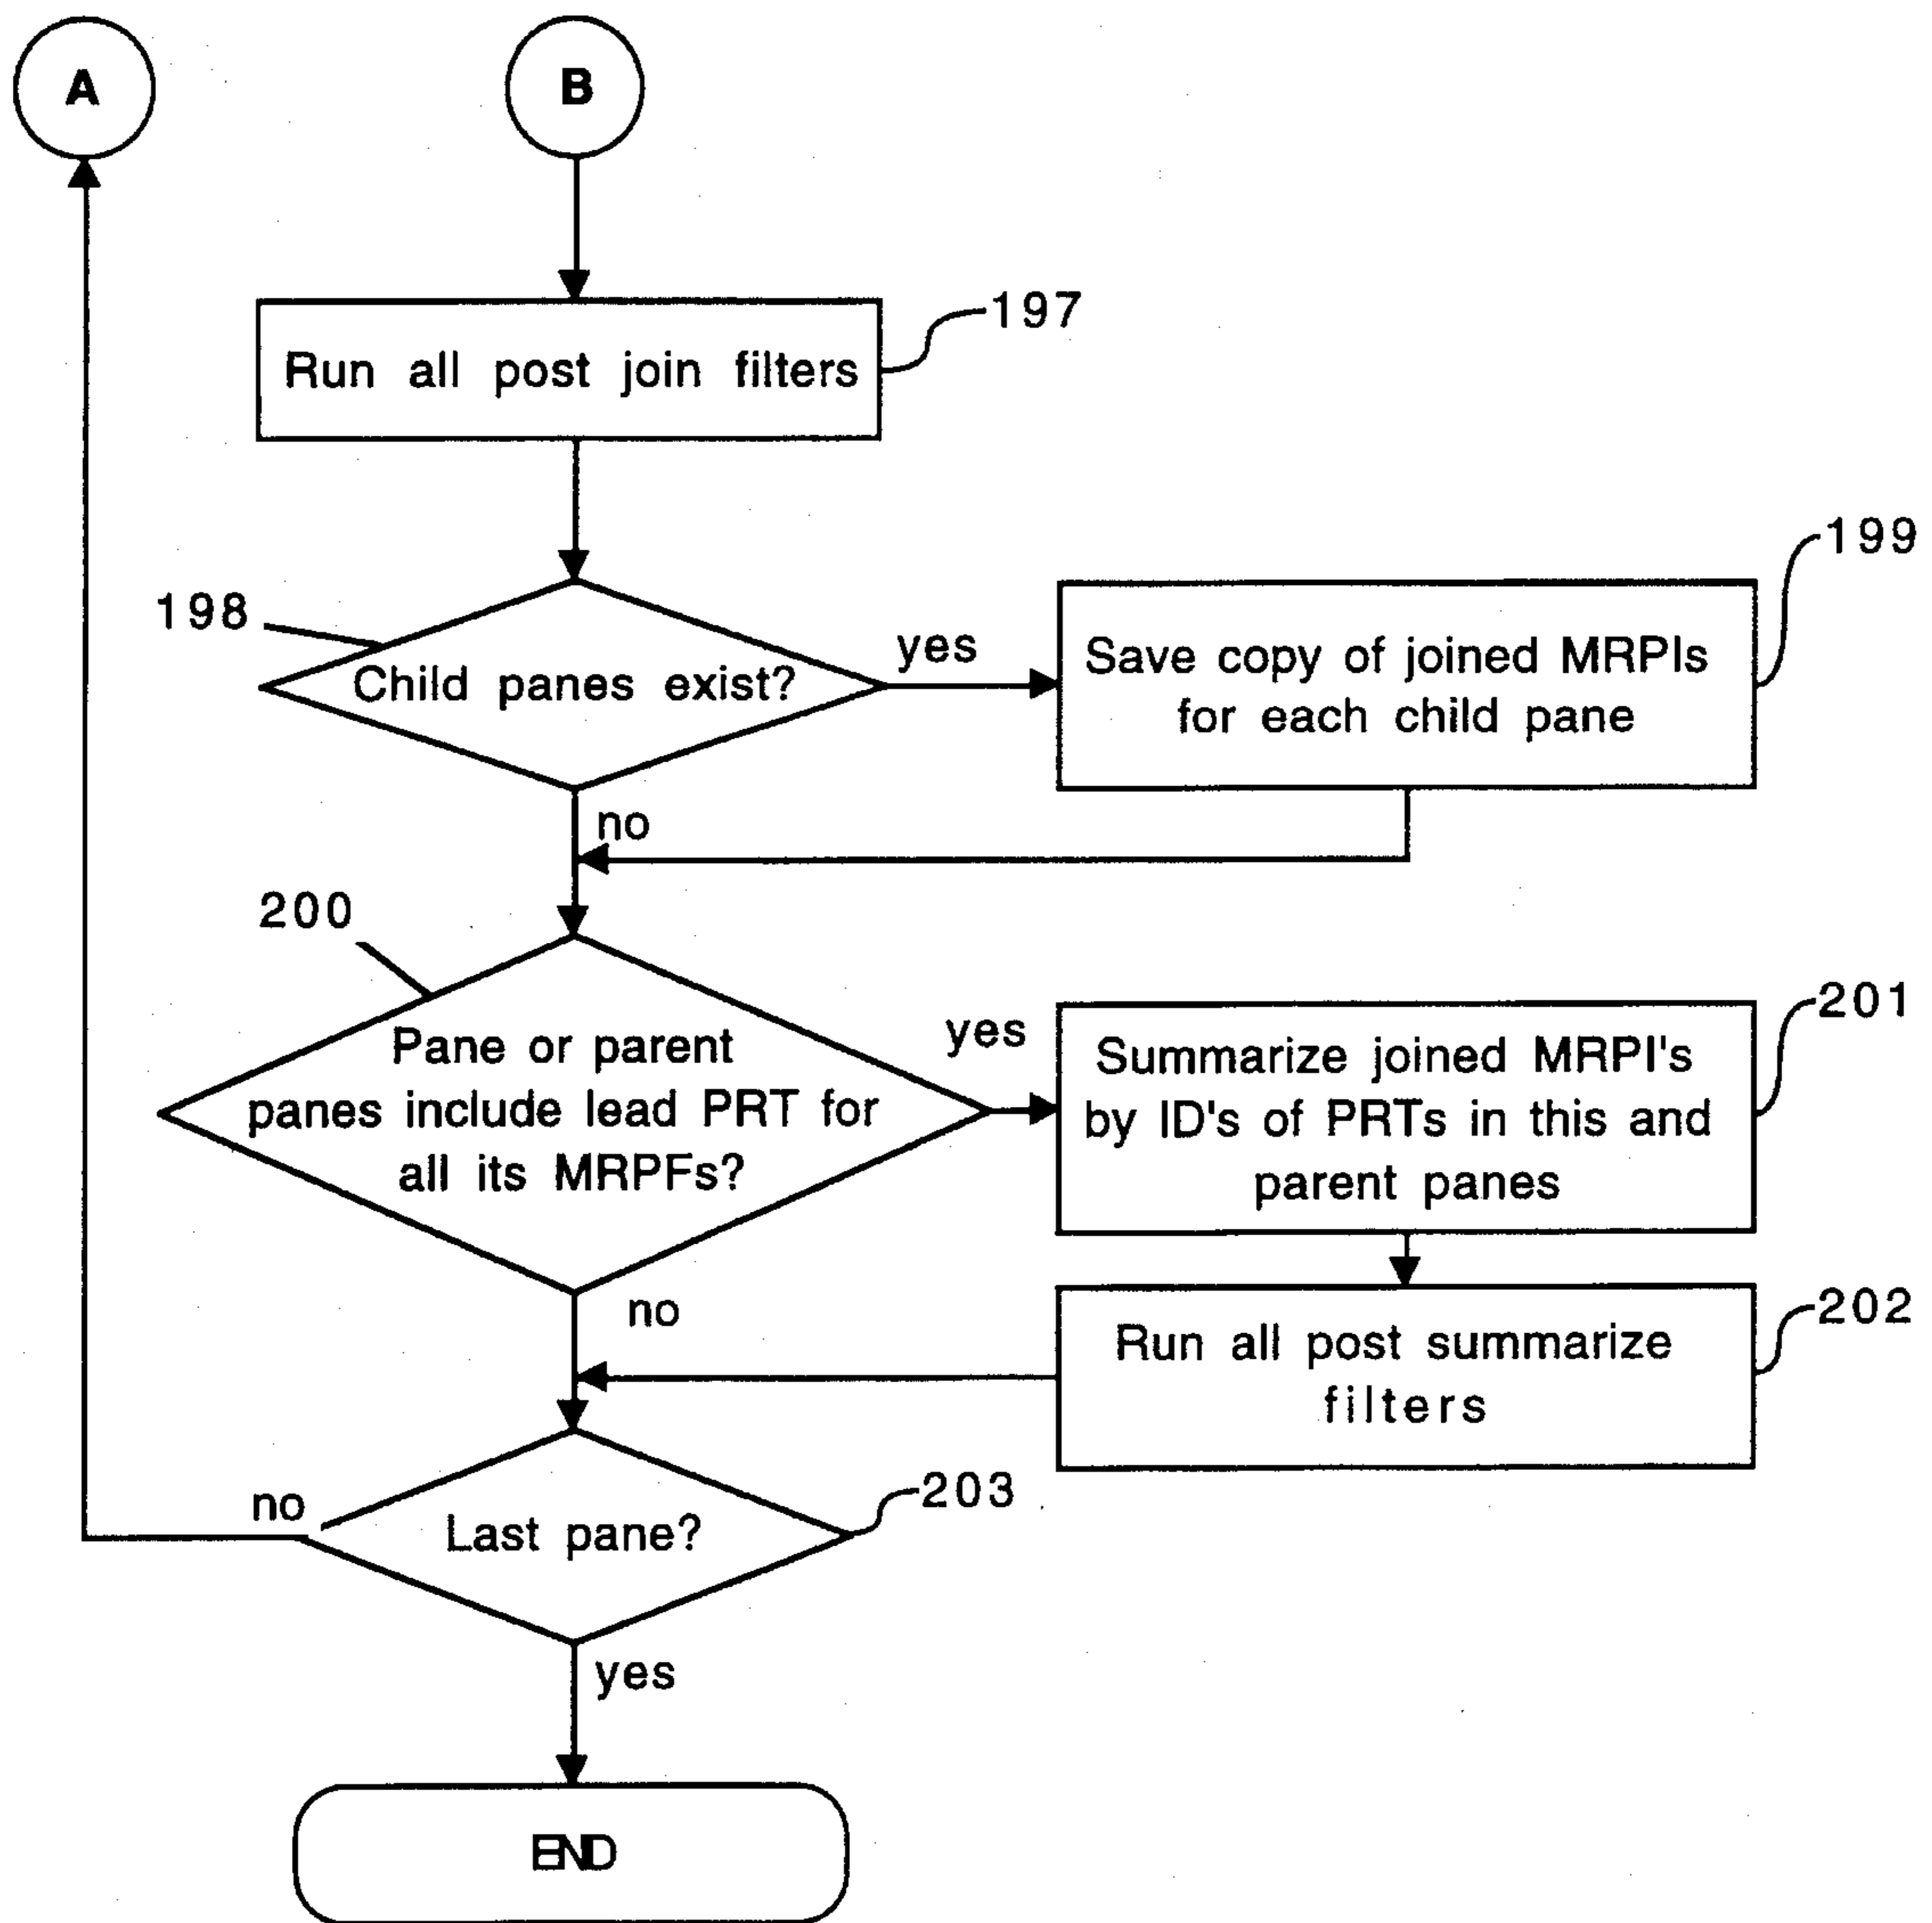 A
B
197
Run all post join filters
198
Child panes exist?
yes
199
Save copy of joined MRPIs
for each child pane
no
200
Pane or parent
panes include lead PRT for
all its MRPFs?
yes
201
Summarize joined MRPI's
by ID's of PRTs in this and
parent panes
no
202
Run all post summarize
filters
203
no
Last pane?
yes
END